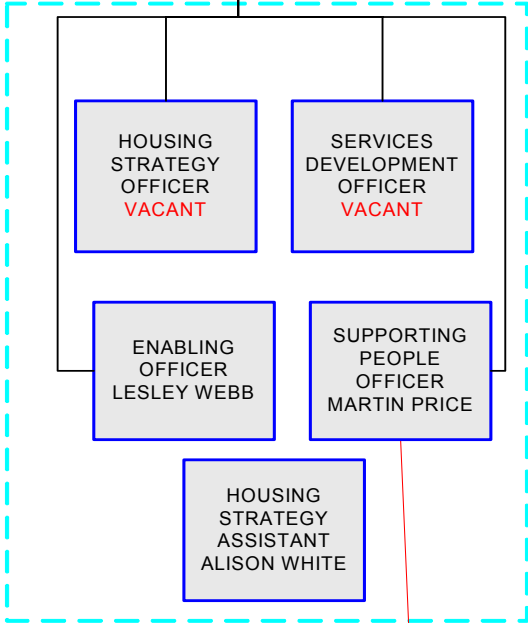 HOUSING
STRATEGY
OFFICER
VACANT
SERVICES
DEVELOPMENT
OFFICER
VACANT
ENABLING
OFFICER
LESLEY WEBB
SUPPORTING
PEOPLE
OFFICER
MARTIN PRICE
HOUSING
STRATEGY
ASSISTANT
ALISON WHITE